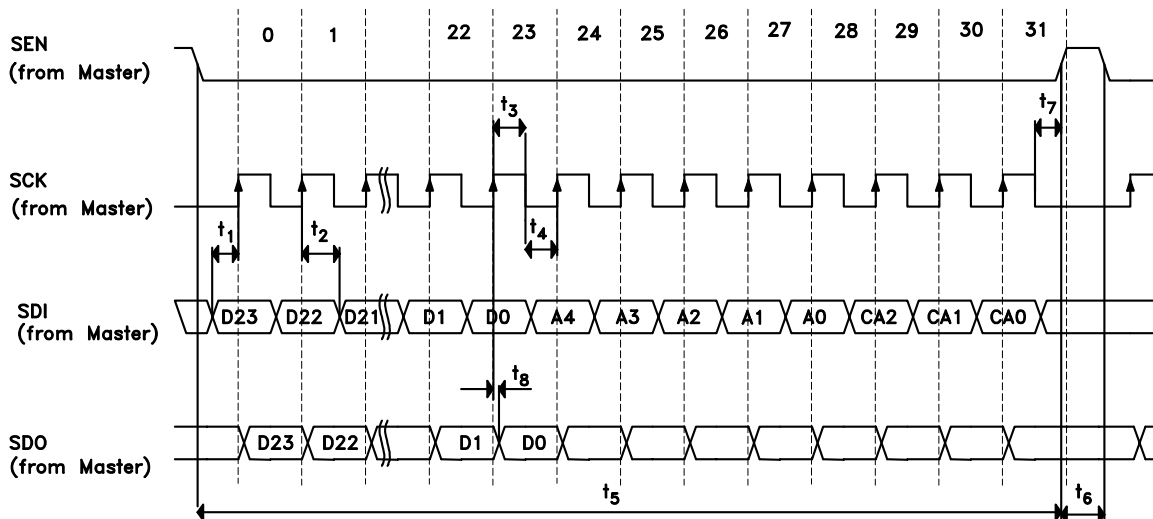 0 1 22 23 24 25 26 27 28 29 30 31
SEN
(from Master)
t3
t7
SCK
(from Master)
t1
t2
t4
SDI
(from Master)
D23 D22 D21 D1 D0 A4 A3 A2 A1 A0 CA2 CA1 CA0
t8
SDO
(from Master)
D23 D22 D1 D0
t5
t6